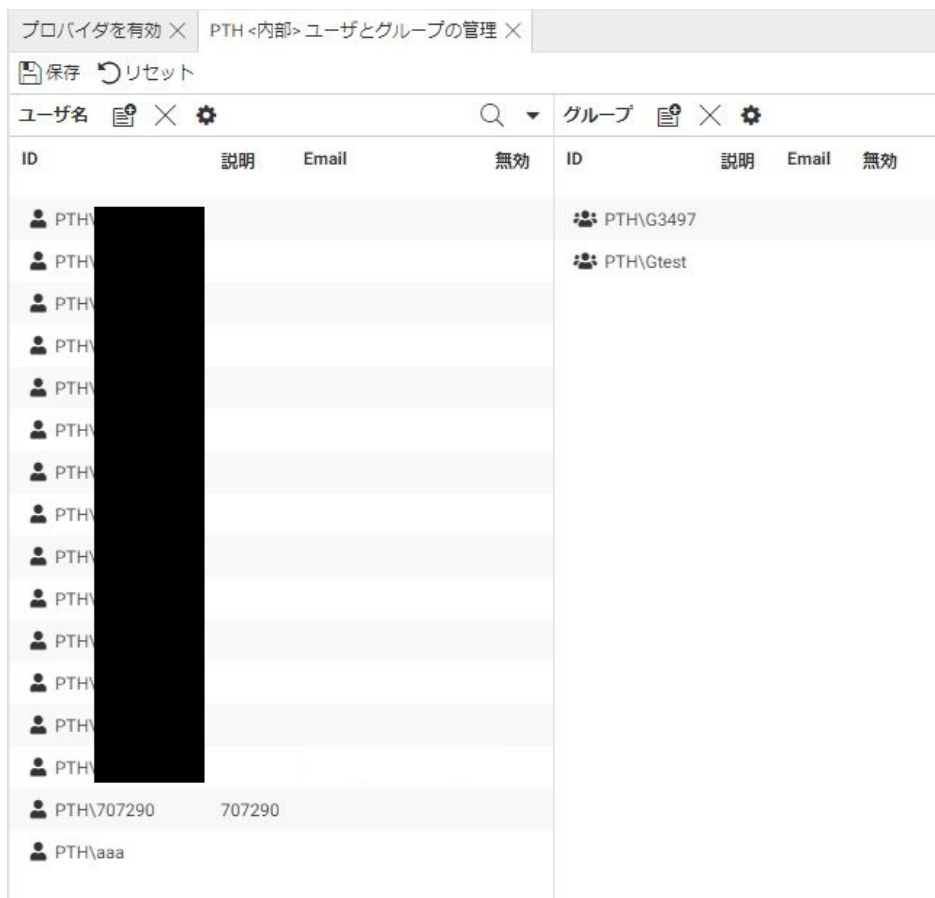 プロバイダを有効 × PTH <内部> ユーザとグループの管理 ×
保存 リセット
ユーザ名
ID 説明 Email 無効
PTH\
PTH\
PTH\
PTH\
PTH\
PTH\
PTH\
PTH\
PTH\
PTH\
PTH\
PTH\
PTH\
PTH\
PTH\707290 707290
PTH\aaa
グループ
ID 説明 Email 無効
PTH\G3497
PTH\Gtest